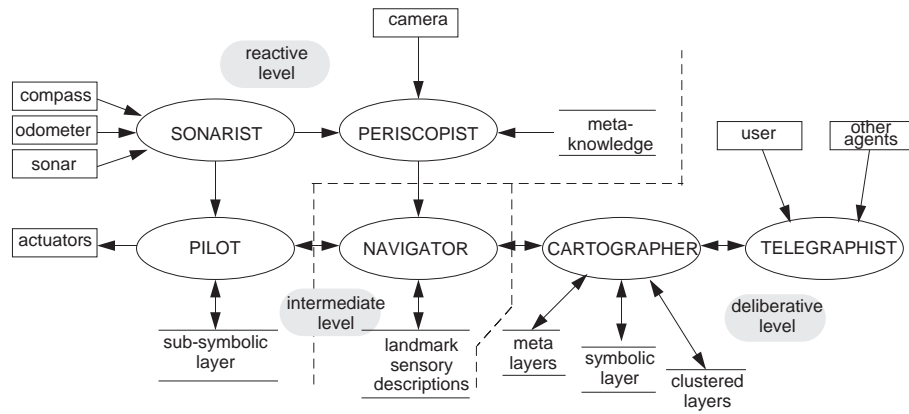 camera
reactive
level
compass
odometer
sonar
SONARIST
PERISCOPIST
meta-
knowledge
user
other
agents
actuators
PILOT
NAVIGATOR
CARTOGRAPHER
TELEGRAPHIST
intermediate
level
deliberative
level
sub-symbolic
layer
landmark
sensory
descriptions
meta
layers
symbolic
layer
clustered
layers